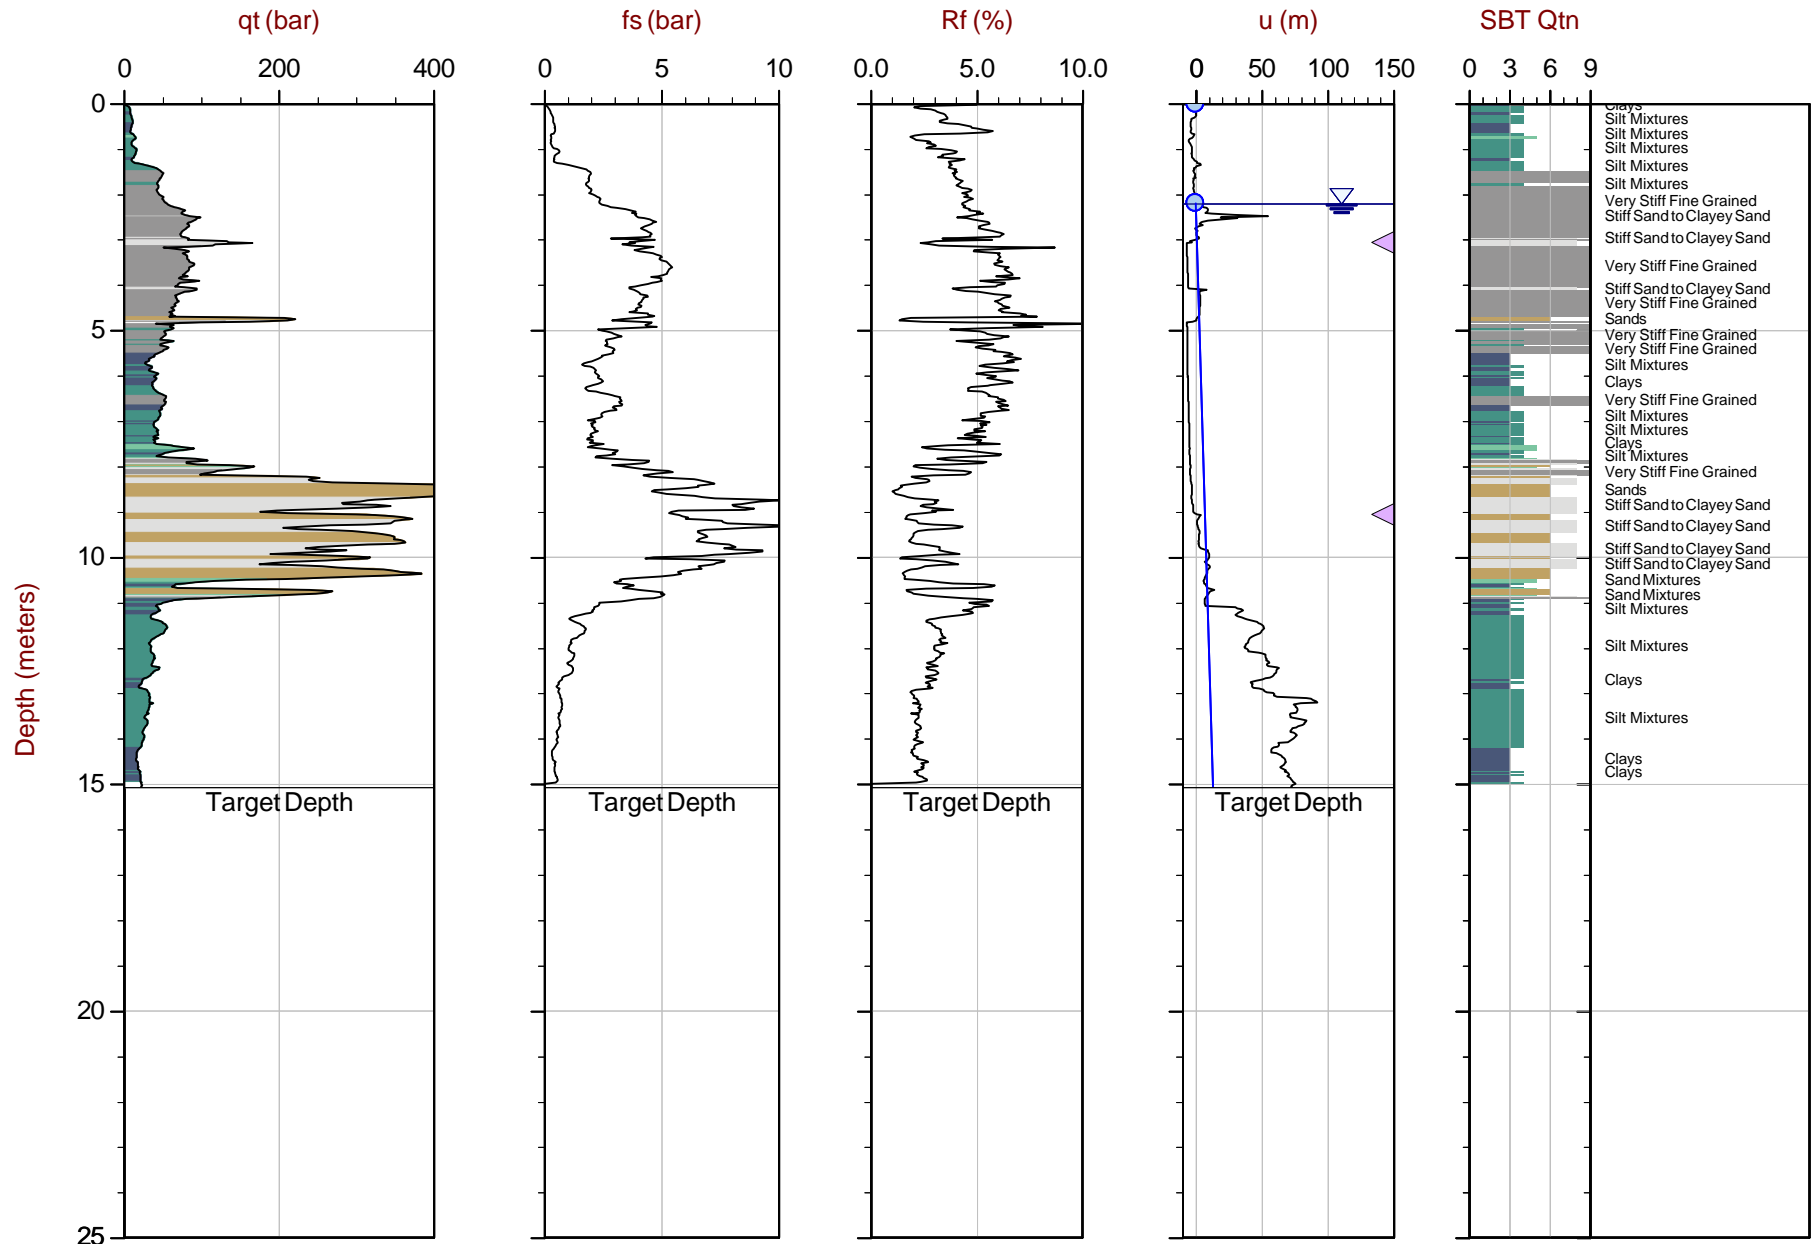 qt (bar) fs (bar) Rf (%) u (m) SBT Qtn
0 200 400 0 5 10 0.0 5.0 10.0 0 50 100 150 0 3 6 9
0
5
10
15
20
25
Depth (meters)
Clays
Silt Mixtures
Silt Mixtures
Silt Mixtures
Silt Mixtures
Silt Mixtures
Very Stiff Fine Grained
Stiff Sand to Clayey Sand
Stiff Sand to Clayey Sand
Very Stiff Fine Grained
Stiff Sand to Clayey Sand
Very Stiff Fine Grained
Sands
Very Stiff Fine Grained
Very Stiff Fine Grained
Silt Mixtures
Clays
Very Stiff Fine Grained
Silt Mixtures
Silt Mixtures
Clays
Silt Mixtures
Very Stiff Fine Grained
Sands
Stiff Sand to Clayey Sand
Stiff Sand to Clayey Sand
Stiff Sand to Clayey Sand
Stiff Sand to Clayey Sand
Sand Mixtures
Sand Mixtures
Silt Mixtures
Silt Mixtures
Clays
Silt Mixtures
Clays
Clays
Target Depth Target Depth Target Depth Target Depth